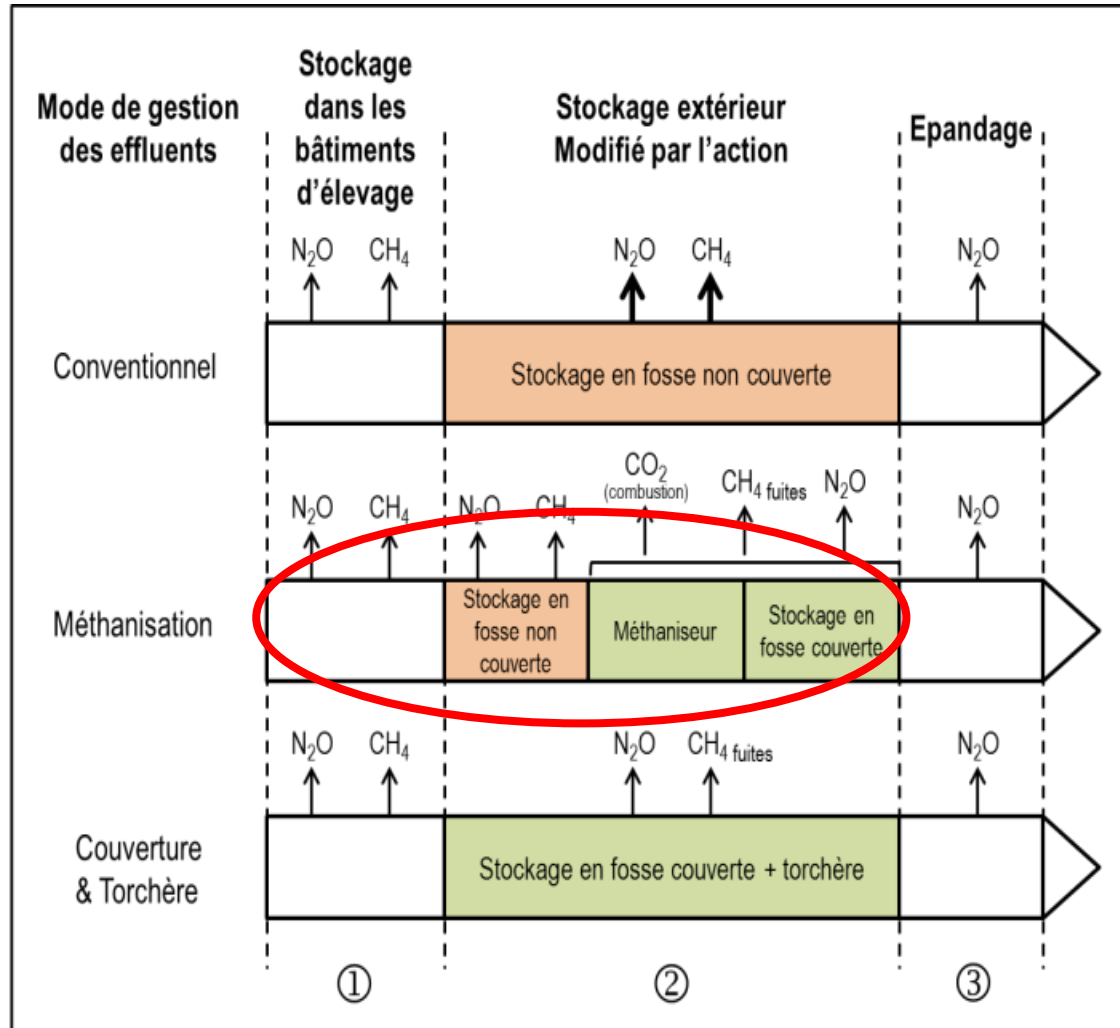 Mode de gestion
des effluents
Stockage
dans les
bâtiments
d'élevage
Stockage extérieur
Modifié par l'action
Epandage
N₂O CH₄ N₂O CH₄ N₂O
Conventionnel
Stockage en fosse non couverte
N₂O CH₄ N₂O CH₄ CO₂ CH₄ fuites N₂O N₂O
(combustion)
Méthanisation
Stockage en
fosse non
couverte
Méthaniseur
Stockage en
fosse couverte
N₂O CH₄ N₂O CH₄ fuites N₂O
Couverture
& Torchère
Stockage en fosse couverte + torchère
① ② ③